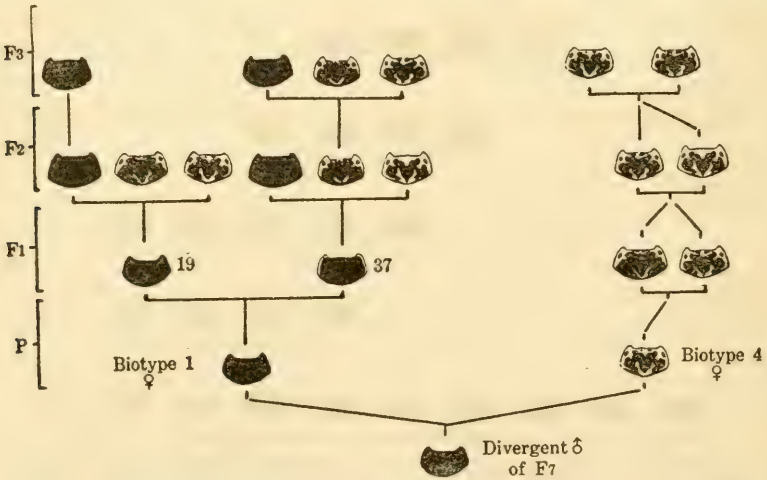 F3
F2
F1
19
37
P
Biotype 1
♀
Biotype 4
♀
Divergent ♂
of F7